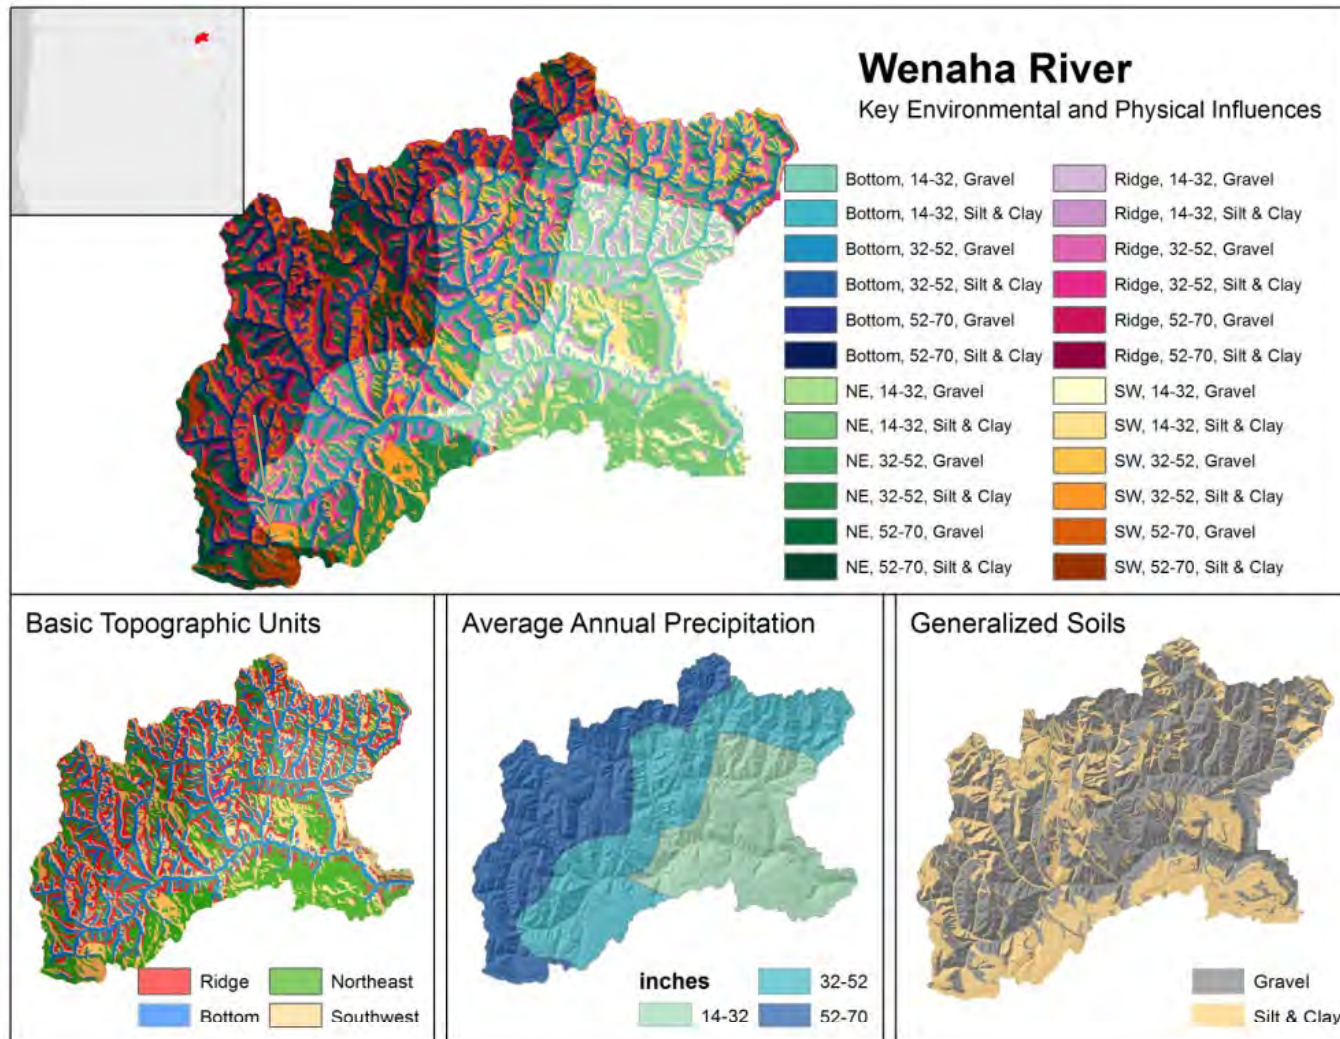 Wenaha River
Key Environmental and Physical Influences
Bottom, 14-32, Gravel
Bottom, 14-32, Silt & Clay
Bottom, 32-52, Gravel
Bottom, 32-52, Silt & Clay
Bottom, 52-70, Gravel
Bottom, 52-70, Silt & Clay
NE, 14-32, Gravel
NE, 14-32, Silt & Clay
NE, 32-52, Gravel
NE, 32-52, Silt & Clay
NE, 52-70, Gravel
NE, 52-70, Silt & Clay
Ridge, 14-32, Gravel
Ridge, 14-32, Silt & Clay
Ridge, 32-52, Gravel
Ridge, 32-52, Silt & Clay
Ridge, 52-70, Gravel
Ridge, 52-70, Silt & Clay
SW, 14-32, Gravel
SW, 14-32, Silt & Clay
SW, 32-52, Gravel
SW, 32-52, Silt & Clay
SW, 52-70, Gravel
SW, 52-70, Silt & Clay
Basic Topographic Units
Ridge
Northeast
Bottom
Southwest
Average Annual Precipitation
inches
32-52
14-32
52-70
Generalized Soils
Gravel
Silt & Clay